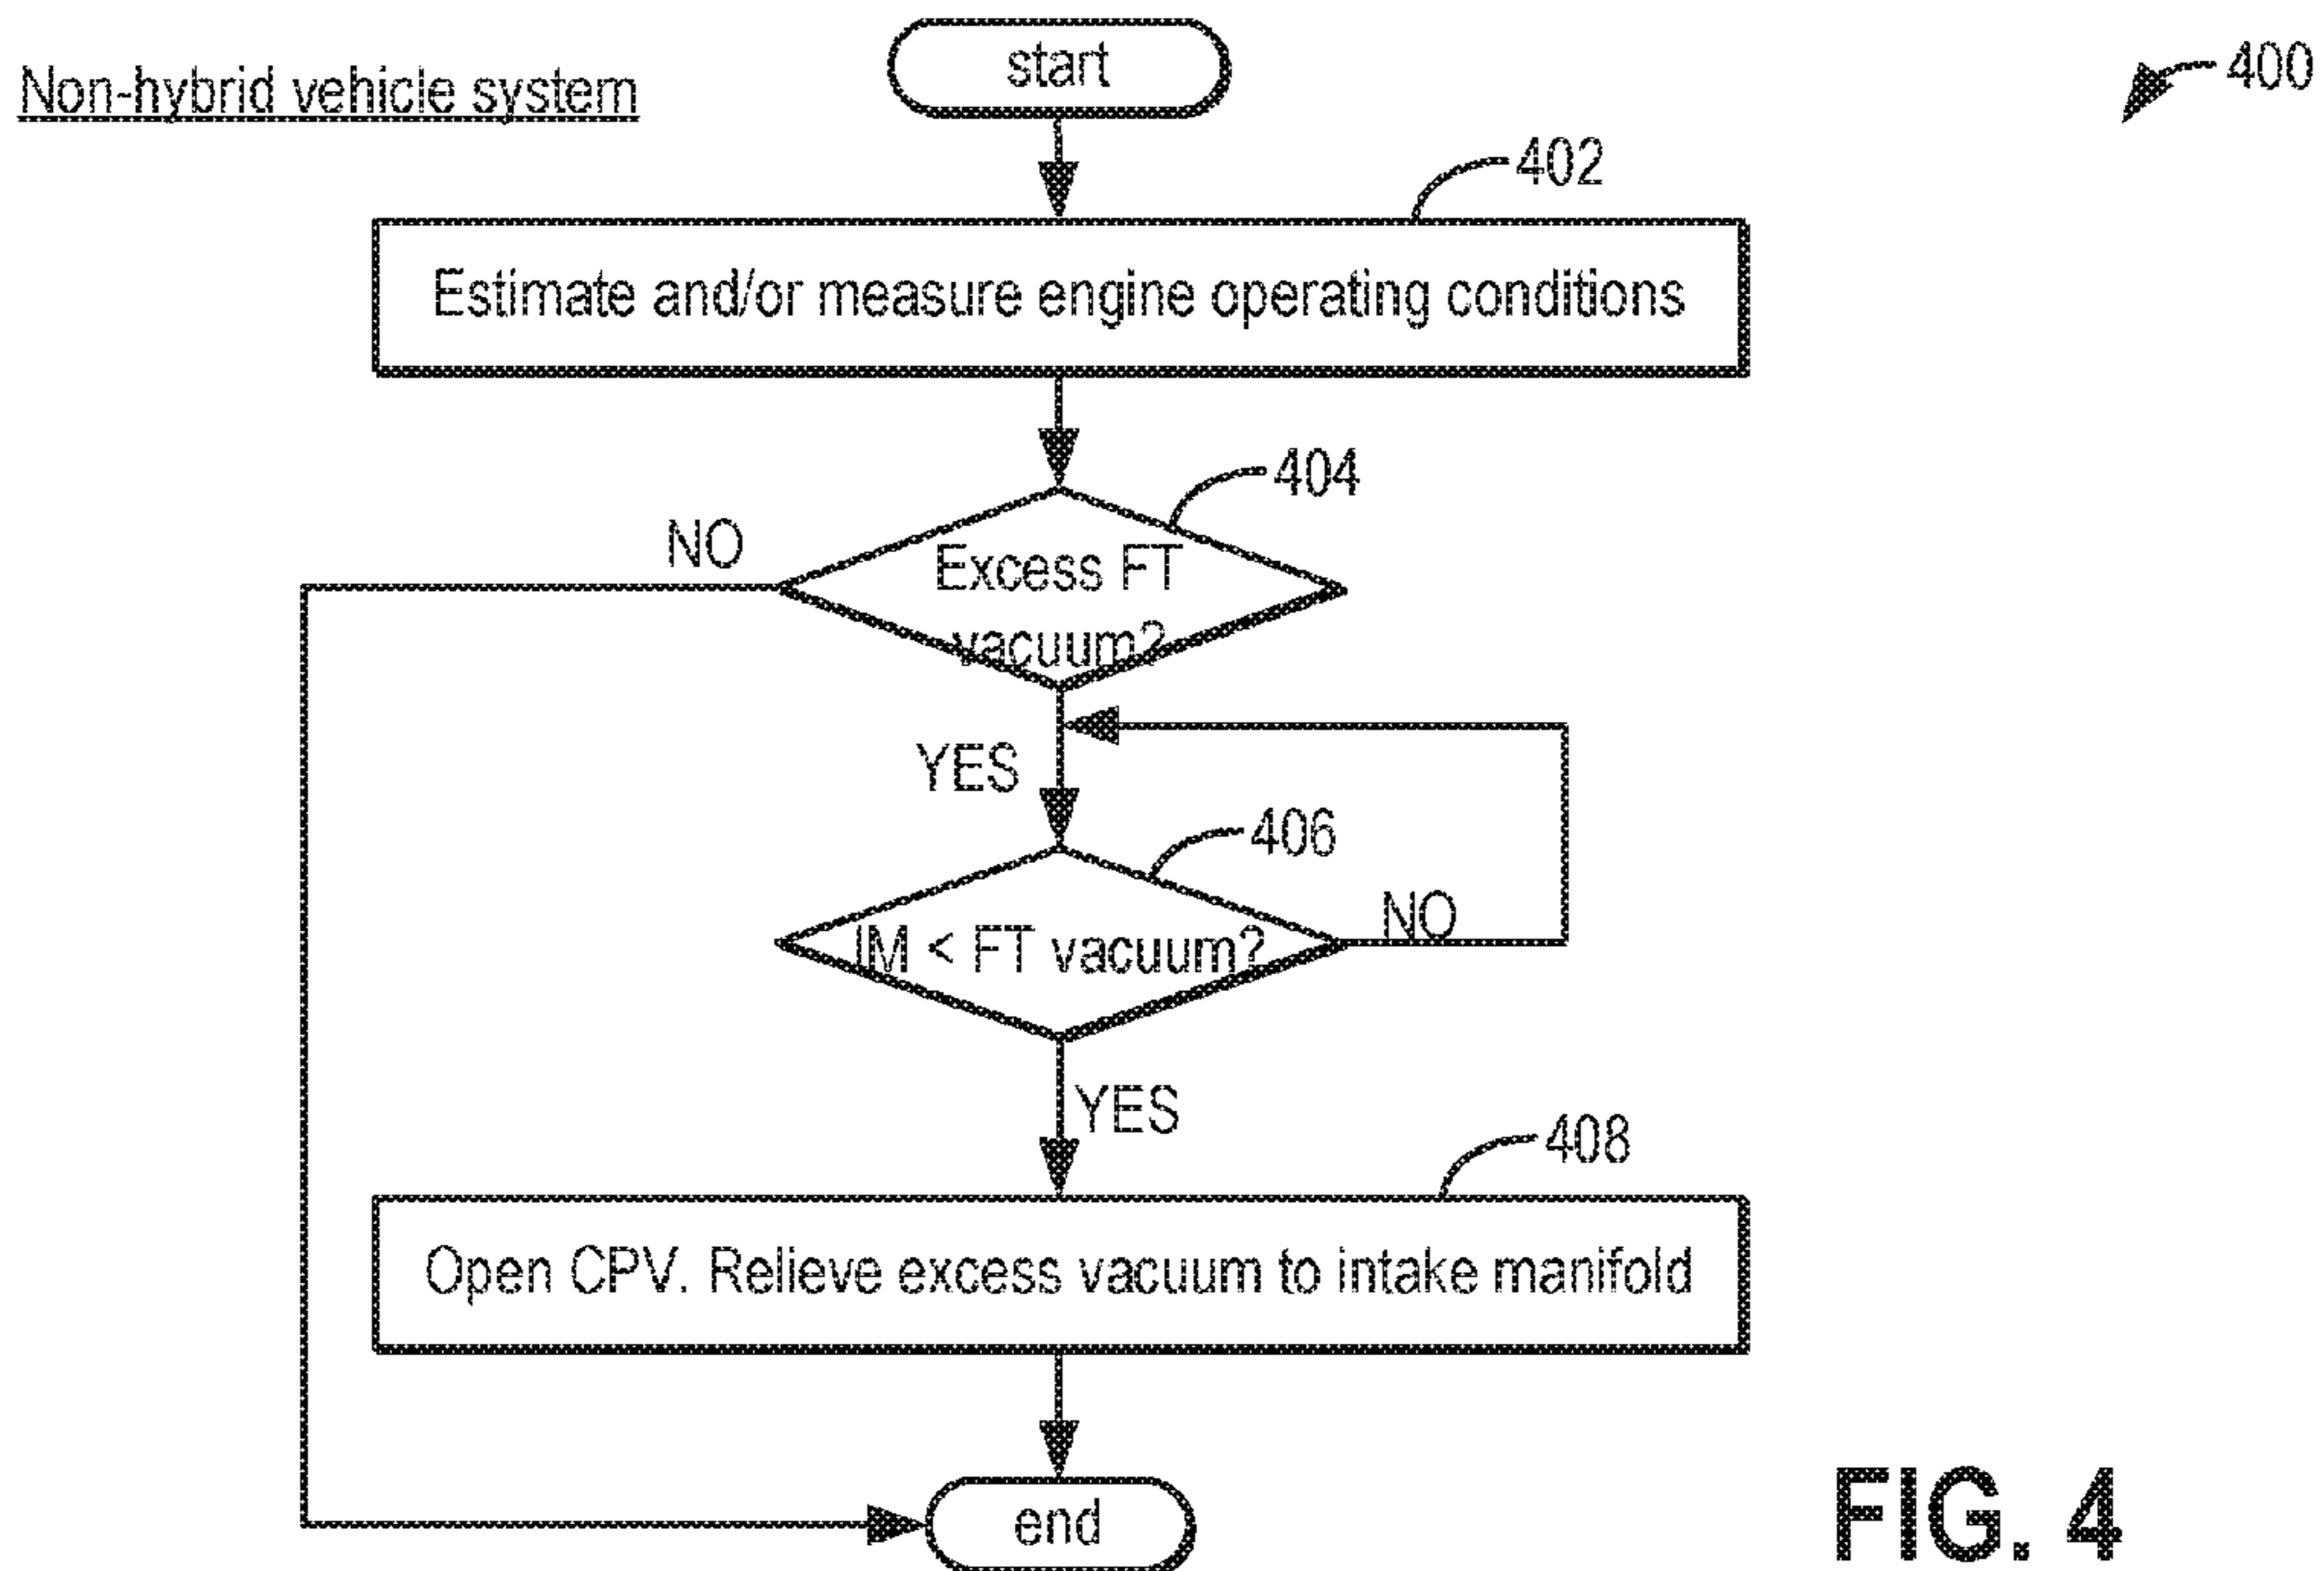 Non-hybrid vehicle system
start
400
402
Estimate and/or measure engine operating conditions
404
NO
Excess FT
vacuum?
YES
406
IM < FT vacuum?
NO
YES
408
Open CPV. Relieve excess vacuum to intake manifold
end
FIG. 4